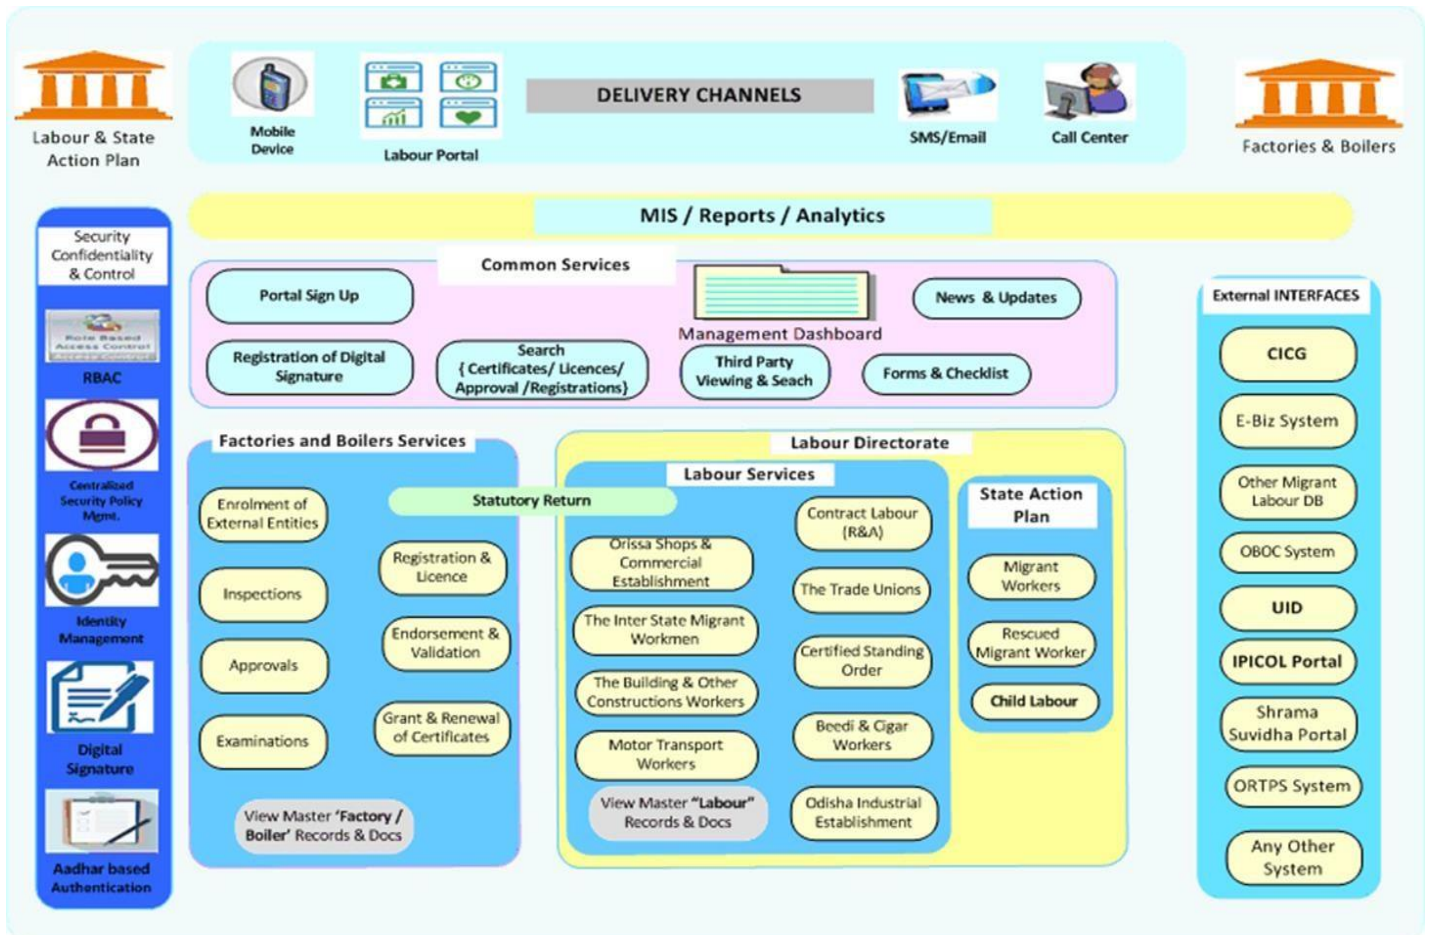 Labour & State
Action Plan
Mobile
Device
Labour Portal
DELIVERY CHANNELS
SMS/Email
Call Center
Factories & Boilers
MIS / Reports / Analytics
Security
Confidentiality
& Control
Role Based
Access Control
Access Control
RBAC
Centralized
Security Policy
Mgmt.
Identity
Management
Digital
Signature
Aadhar based
Authentication
Common Services
Portal Sign Up
Management Dashboard
News & Updates
Registration of Digital
Signature
Search
{ Certificates/ Licences/
Approval /Registrations}
Third Party
Viewing & Seach
Forms & Checklist
Factories and Boilers Services
Statutory Return
Enrolment of
External Entities
Inspections
Approvals
Examinations
Registration &
Licence
Endorsement &
Validation
Grant & Renewal
of Certificates
View Master ‘Factory /
Boiler’ Records & Docs
Labour Directorate
Labour Services
Orissa Shops &
Commercial
Establishment
The Inter State Migrant
Workmen
The Building & Other
Constructions Workers
Motor Transport
Workers
View Master “Labour”
Records & Docs
Contract Labour
(R&A)
The Trade Unions
Certified Standing
Order
Beedi & Cigar
Workers
Odisha Industrial
Establishment
State Action
Plan
Migrant
Workers
Rescued
Migrant Worker
Child Labour
External INTERFACES
CICG
E-Biz System
Other Migrant
Labour DB
OBOC System
UID
IPICOL Portal
Shrama
Suvidha Portal
ORTPS System
Any Other
System